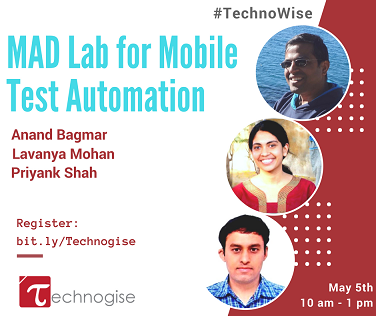 #TechnoWise
MAD Lab for Mobile
Test Automation
Anand Bagmar
Lavanya Mohan
Priyank Shah
Register:
bit.ly/Technogise
Technogise
May 5th
10 am - 1 pm